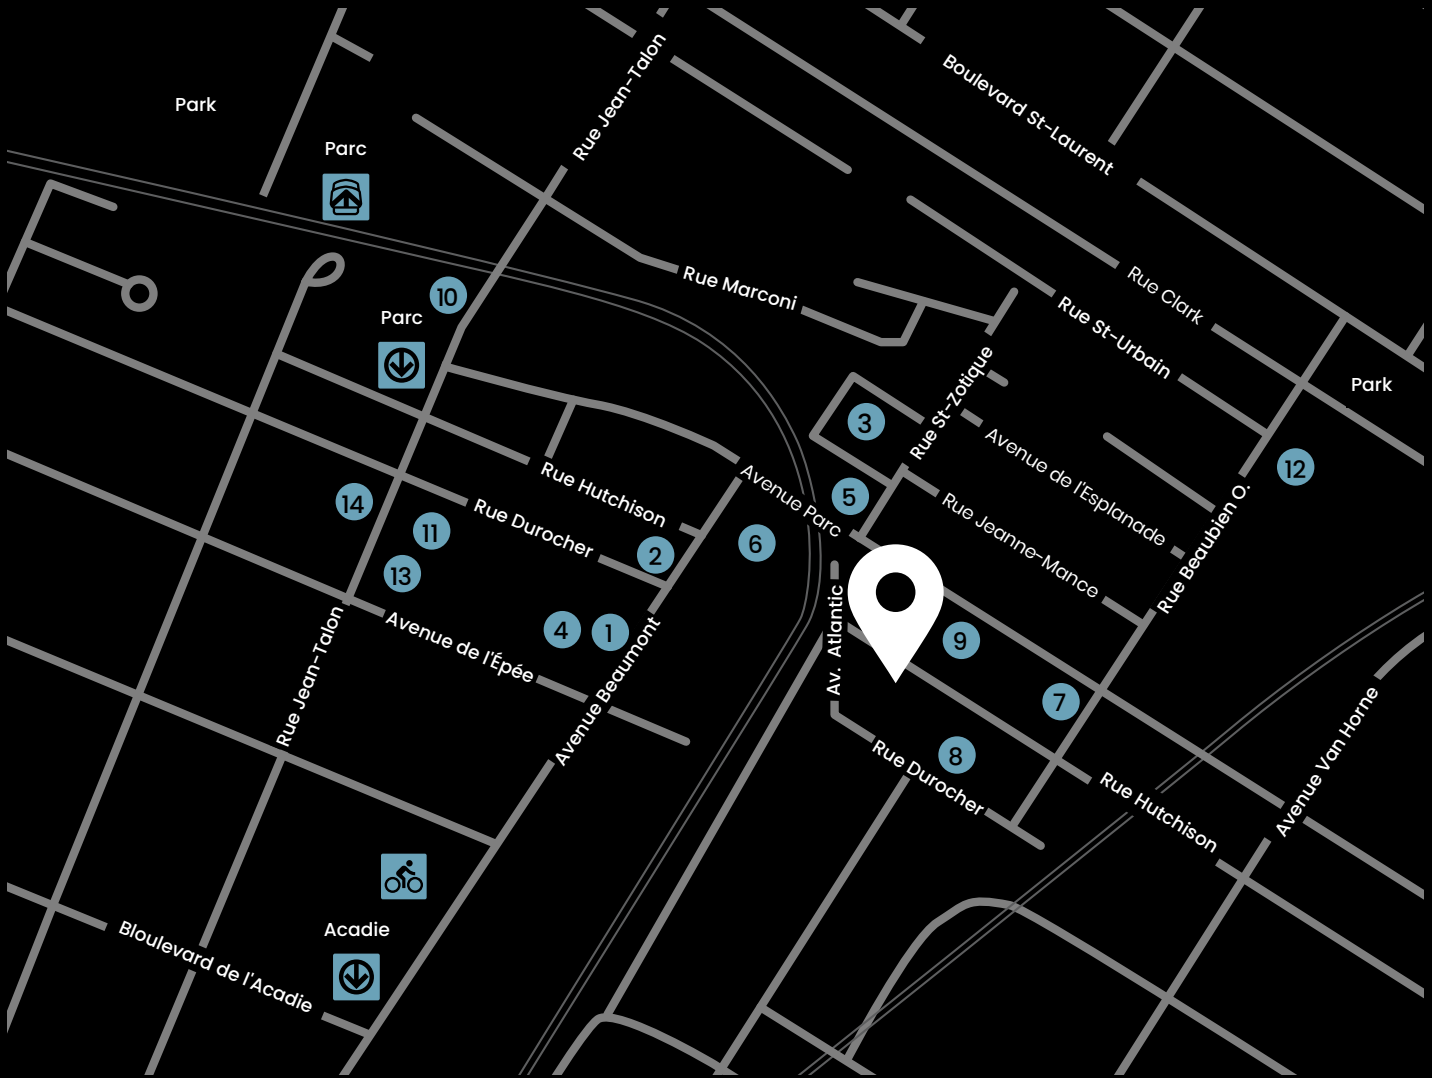 Rue Jean-Talon
Boulevard St-Laurent
Park
Parc
Rue Marconi
Rue Clark
10
Parc
Rue St-Urbain
Park
Rue St-Zotique
3
Avenue de l'Esplanade
12
14
Rue Hutchison
Avenue Parc
5
Rue Jeanne-Mance
Rue Beaubien O.
11
Rue Durocher
2
6
13
4
1
Avenue de l'Épée
Av. Atlantic
9
Rue Jean-Talon
Avenue Beaumont
7
8
Rue Durocher
Rue Hutchison
Avenue Van Horne
Acadie
Bloulevard de l'Acadie